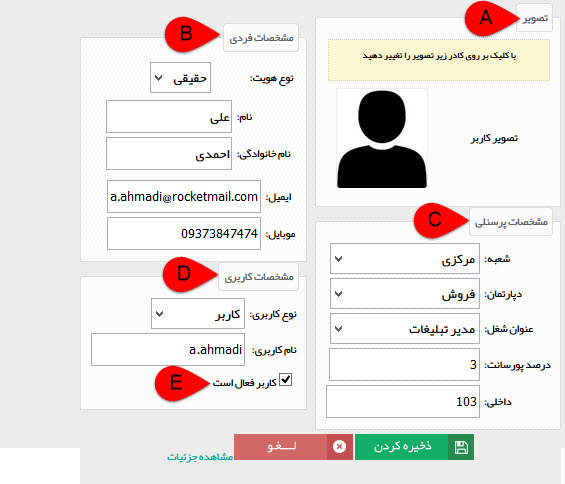 A
تصویر
با کلیک بر روی کادر زیر تصویر را تغییر دهید
تصویر کاربر
B
مشخصات فردی
نوع هویت: حقیقی
نام: علی
نام خانوادگی: احمدی
ایمیل: a.ahmadi@rocketmail.com
موبایل: 09373847474
C
مشخصات پرسنلی
شعبه: مرکزی
دپارتمان: فروش
عنوان شغل: مدیر تبلیغات
درصد پورسانت: 3
داخلی: 103
D
مشخصات کاربری
نوع کاربری: کاربر
نام کاربری: a.ahmadi
E
کاربر فعال است
ذخیره کردن
لــغو
مشاهده جزئیات